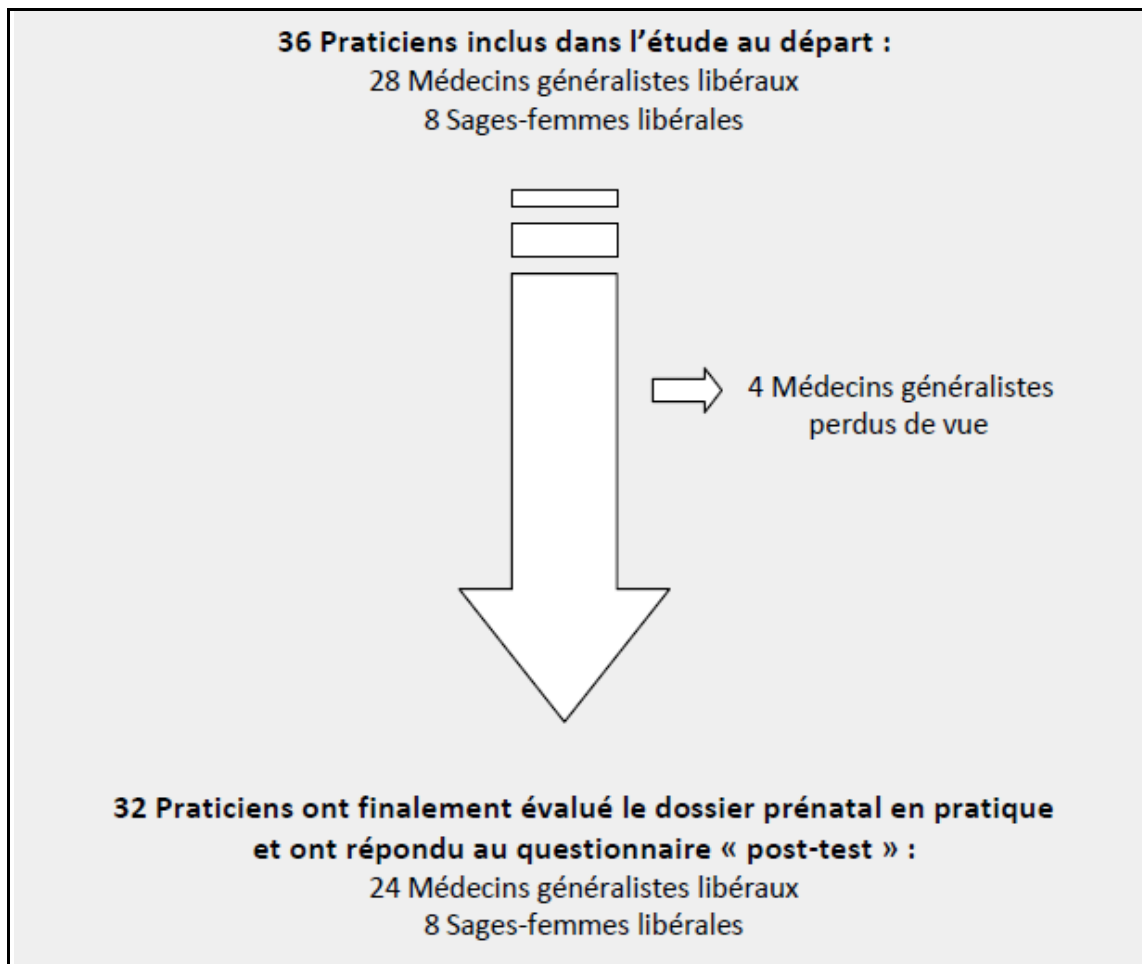 36 Praticiens inclus dans l’étude au départ :
28 Médecins généralistes libéraux
8 Sages-femmes libérales
4 Médecins généralistes
perdus de vue
32 Praticiens ont finalement évalué le dossier prénatal en pratique
et ont répondu au questionnaire « post-test » :
24 Médecins généralistes libéraux
8 Sages-femmes libérales